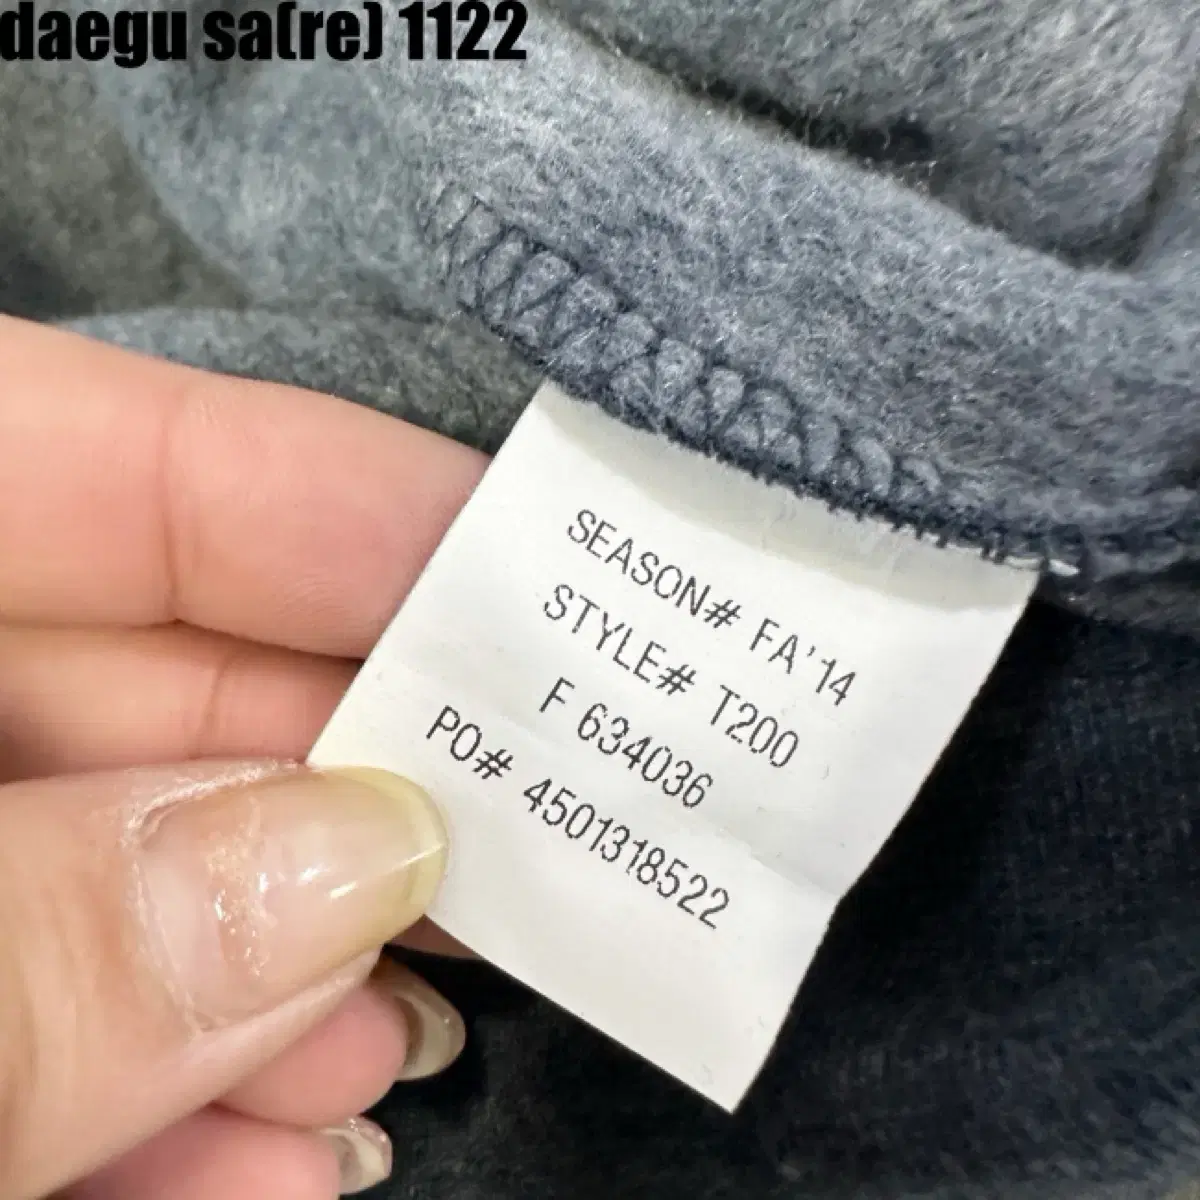 daegu sa(re) 1122
SEASON# FA'14
STYLE# T200
F 634036
PO# 4501318522